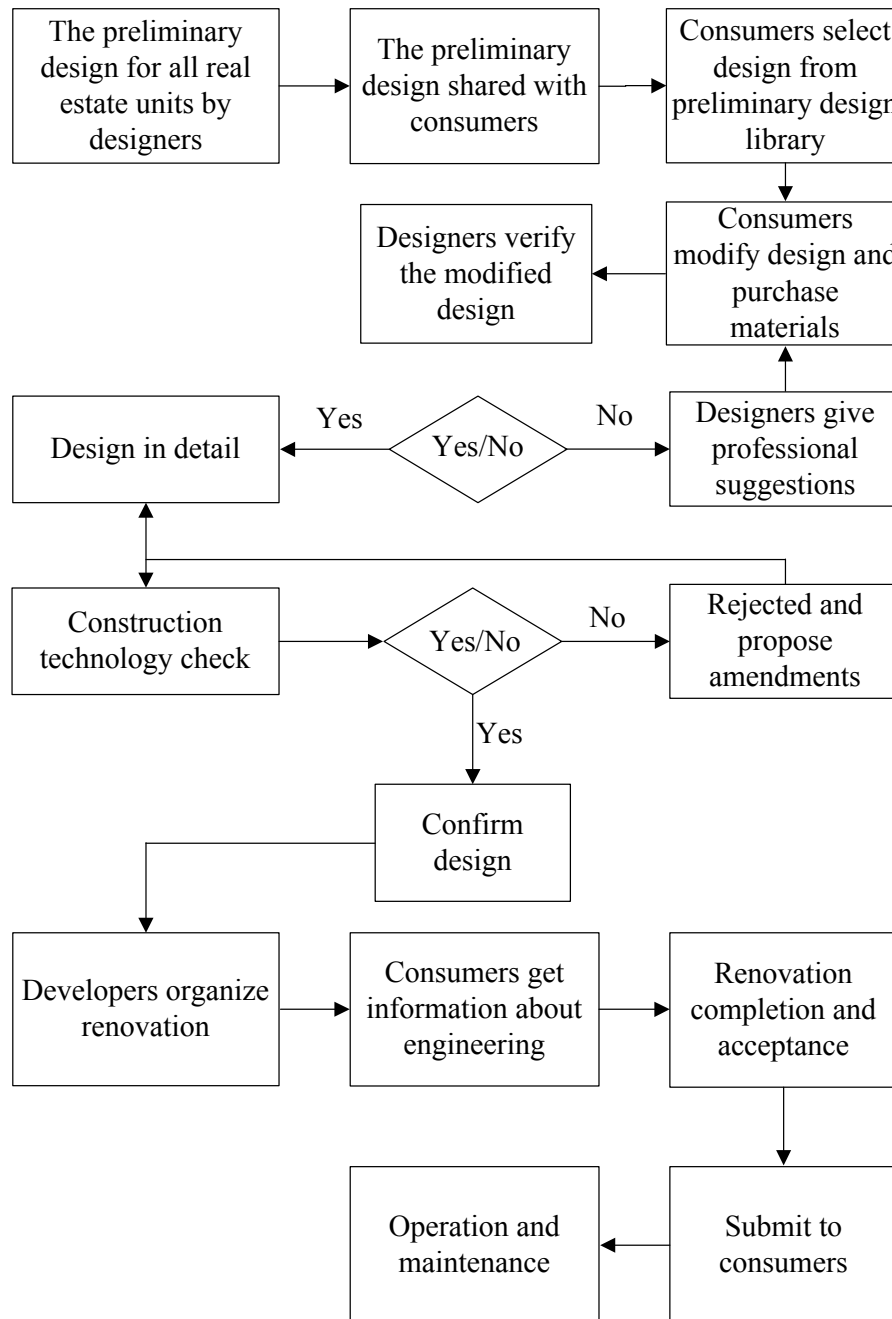 The preliminary
design for all real
estate units by
designers
The preliminary
design shared with
consumers
Consumers select
design from
preliminary design
library
Designers verify
the modified
design
Consumers
modify design and
purchase
materials
Design in detail
Yes
Yes/No
No
Designers give
professional
suggestions
Construction
technology check
Yes/No
No
Rejected and
propose
amendments
Yes
Confirm
design
Developers organize
renovation
Consumers get
information about
engineering
Renovation
completion and
acceptance
Operation and
maintenance
Submit to
consumers